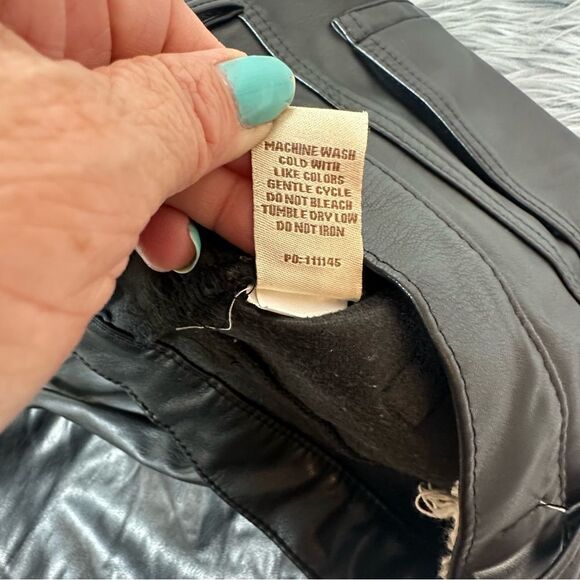 MACHINE WASH
COLD WITH
LIKE COLORS
GENTLE CYCLE
DO NOT BLEACH
TUMBLE DRY LOW
DO NOT IRON
PO: 111145